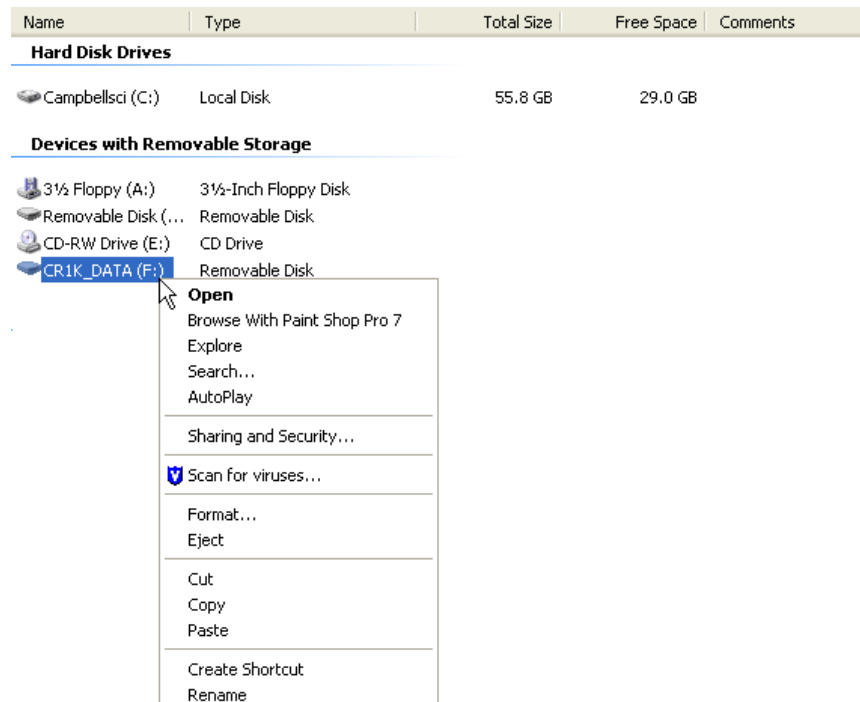 Name Type Total Size Free Space Comments
Hard Disk Drives
Campbellsci (C:) Local Disk 55.8 GB 29.0 GB
Devices with Removable Storage
3½ Floppy (A:) 3½-Inch Floppy Disk
Removable Disk (... Removable Disk
CD-RW Drive (E:) CD Drive
CR1K_DATA (F:) Removable Disk
Open
Browse With Paint Shop Pro 7
Explore
Search...
AutoPlay
Sharing and Security...
Scan for viruses...
Format...
Eject
Cut
Copy
Paste
Create Shortcut
Rename